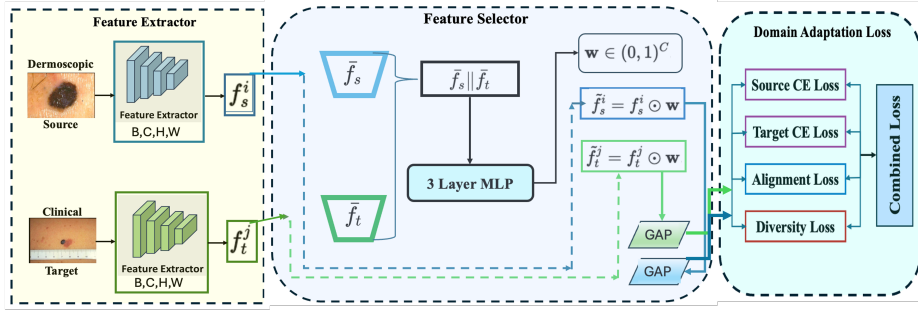 Feature Extractor
Dermoscopic
Source
Feature Extractor
B,C,H,W
f_s^i
Clinical
Target
Feature Extractor
B,C,H,W
f_t^j
Feature Selector
f̄_s
f̄_t
f̄_s||f̄_t
3 Layer MLP
w ∈ (0, 1)^C
f̃_s^i = f_s^i ⊙ w
f̃_t^j = f_t^j ⊙ w
GAP
GAP
Domain Adaptation Loss
Source CE Loss
Target CE Loss
Alignment Loss
Diversity Loss
Combined Loss